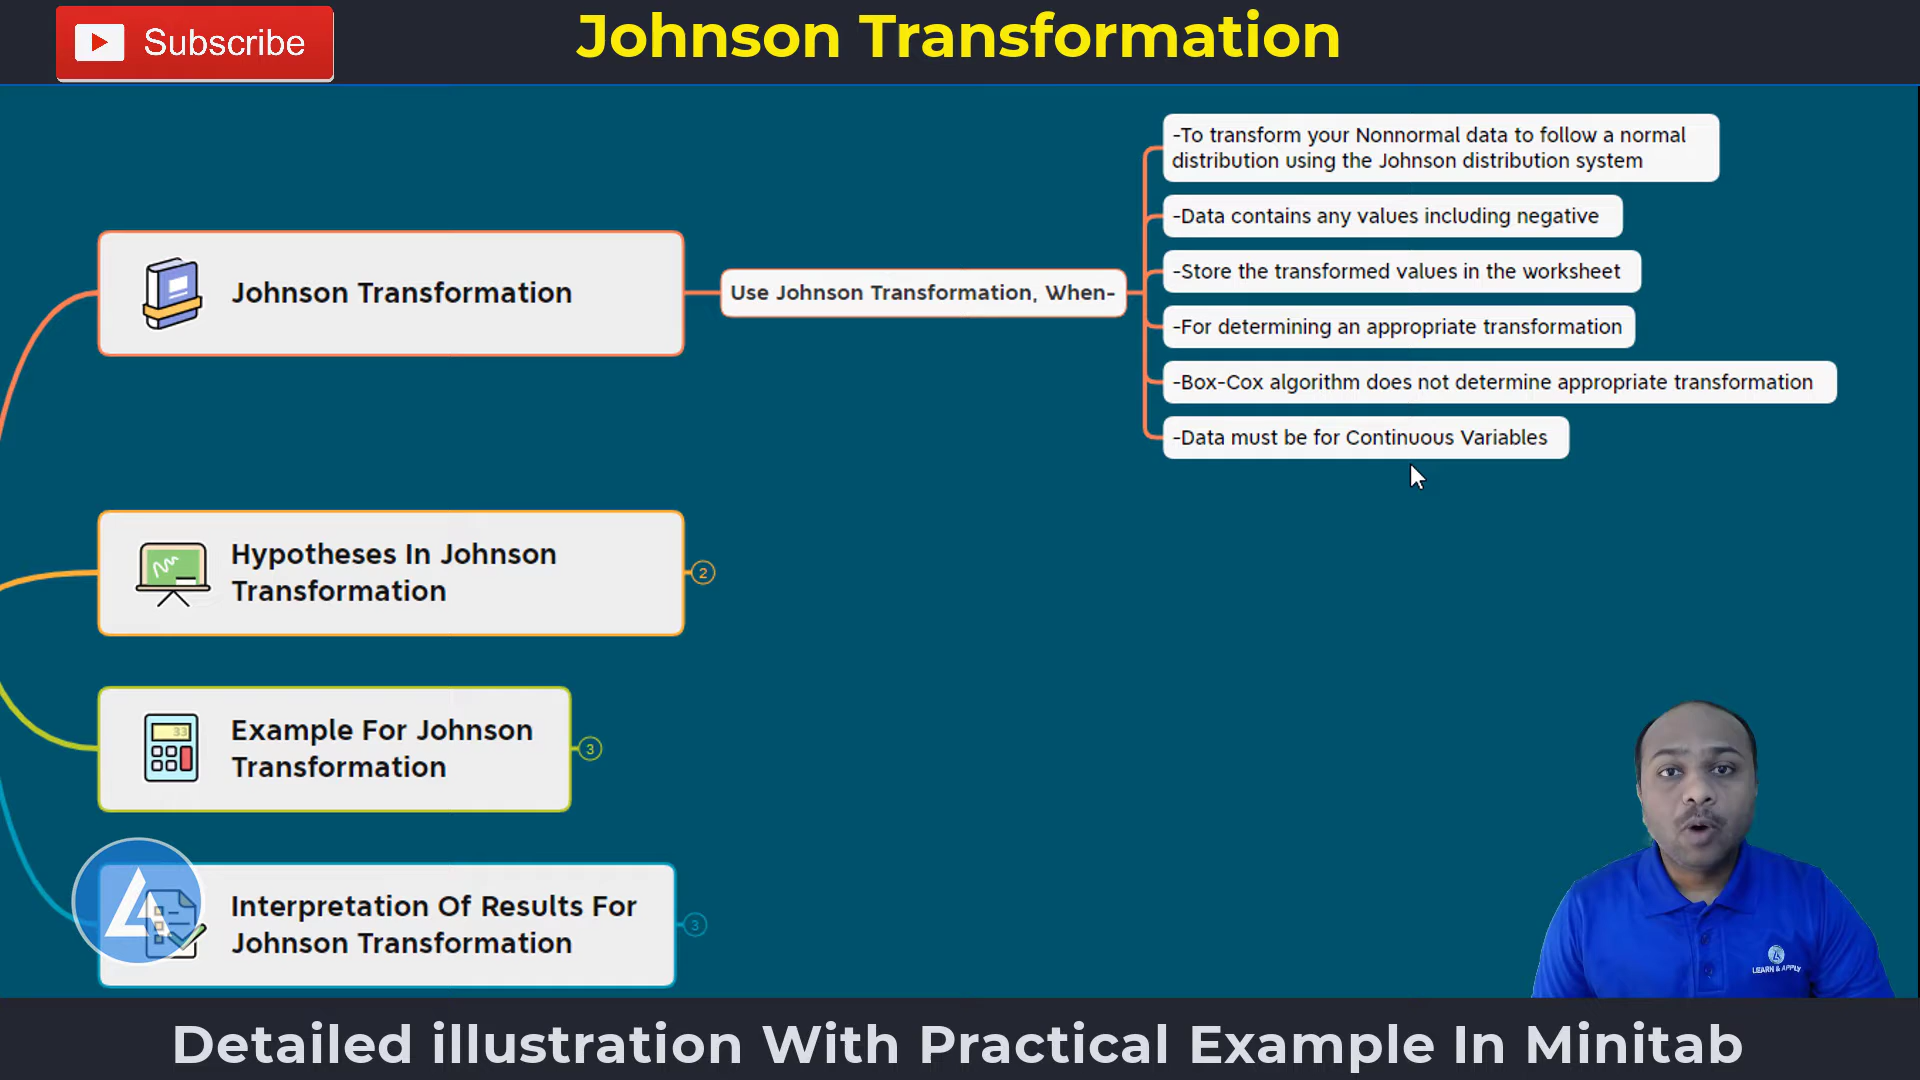 Subscribe
Johnson Transformation
-To transform your Nonnormal data to follow a normal
distribution using the Johnson distribution system
-Data contains any values including negative
-Store the transformed values in the worksheet
-For determining an appropriate transformation
-Box-Cox algorithm does not determine appropriate transformation
-Data must be for Continuous Variables
Johnson Transformation
Use Johnson Transformation, When-
Hypotheses In Johnson
Transformation
2
Example For Johnson
Transformation
3
33
Interpretation Of Results For
Johnson Transformation
3
LEARN & APPLY
Detailed illustration With Practical Example In Minitab